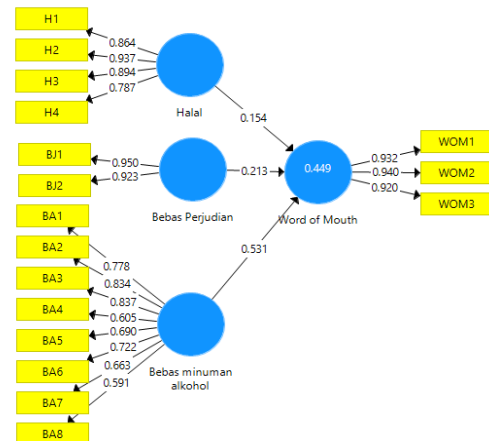 H1
H2
H3
H4
0.864
0.937
0.894
0.787
Halal
0.154
BJ1
BJ2
0.950
0.923
Bebas Perjudian
0.213
BA1
BA2
BA3
BA4
BA5
BA6
BA7
BA8
0.778
0.834
0.837
0.605
0.690
0.722
0.663
0.591
Bebas minuman
alkohol
0.531
0.449
Word of Mouth
0.932
0.940
0.920
WOM1
WOM2
WOM3